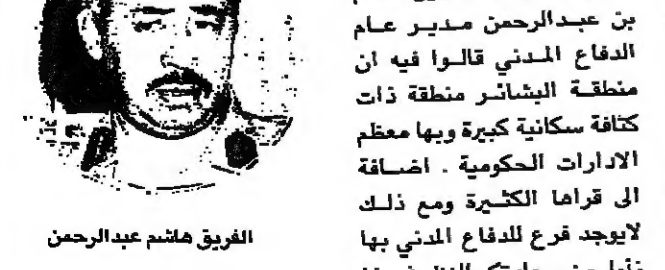 بن عبدالرحمن مدير عام
الدفاع المدني قالوا فيه ان
منطقة البشائر منطقة ذات
كثافة سكانية كبيرة وبها معظم
الادارات الحكومية . اضافة
الى قراها الكثيرة ومع ذلك
لايوجد فرع للدفاع المدني بها
الفريق هاشم عبدالرحمن